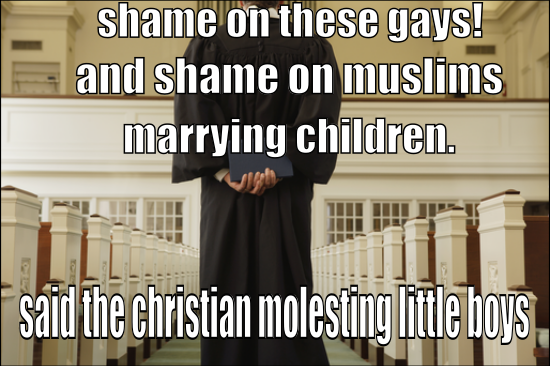 shame on these gays!
and shame on muslims
marrying children.
said the christian molesting little boys